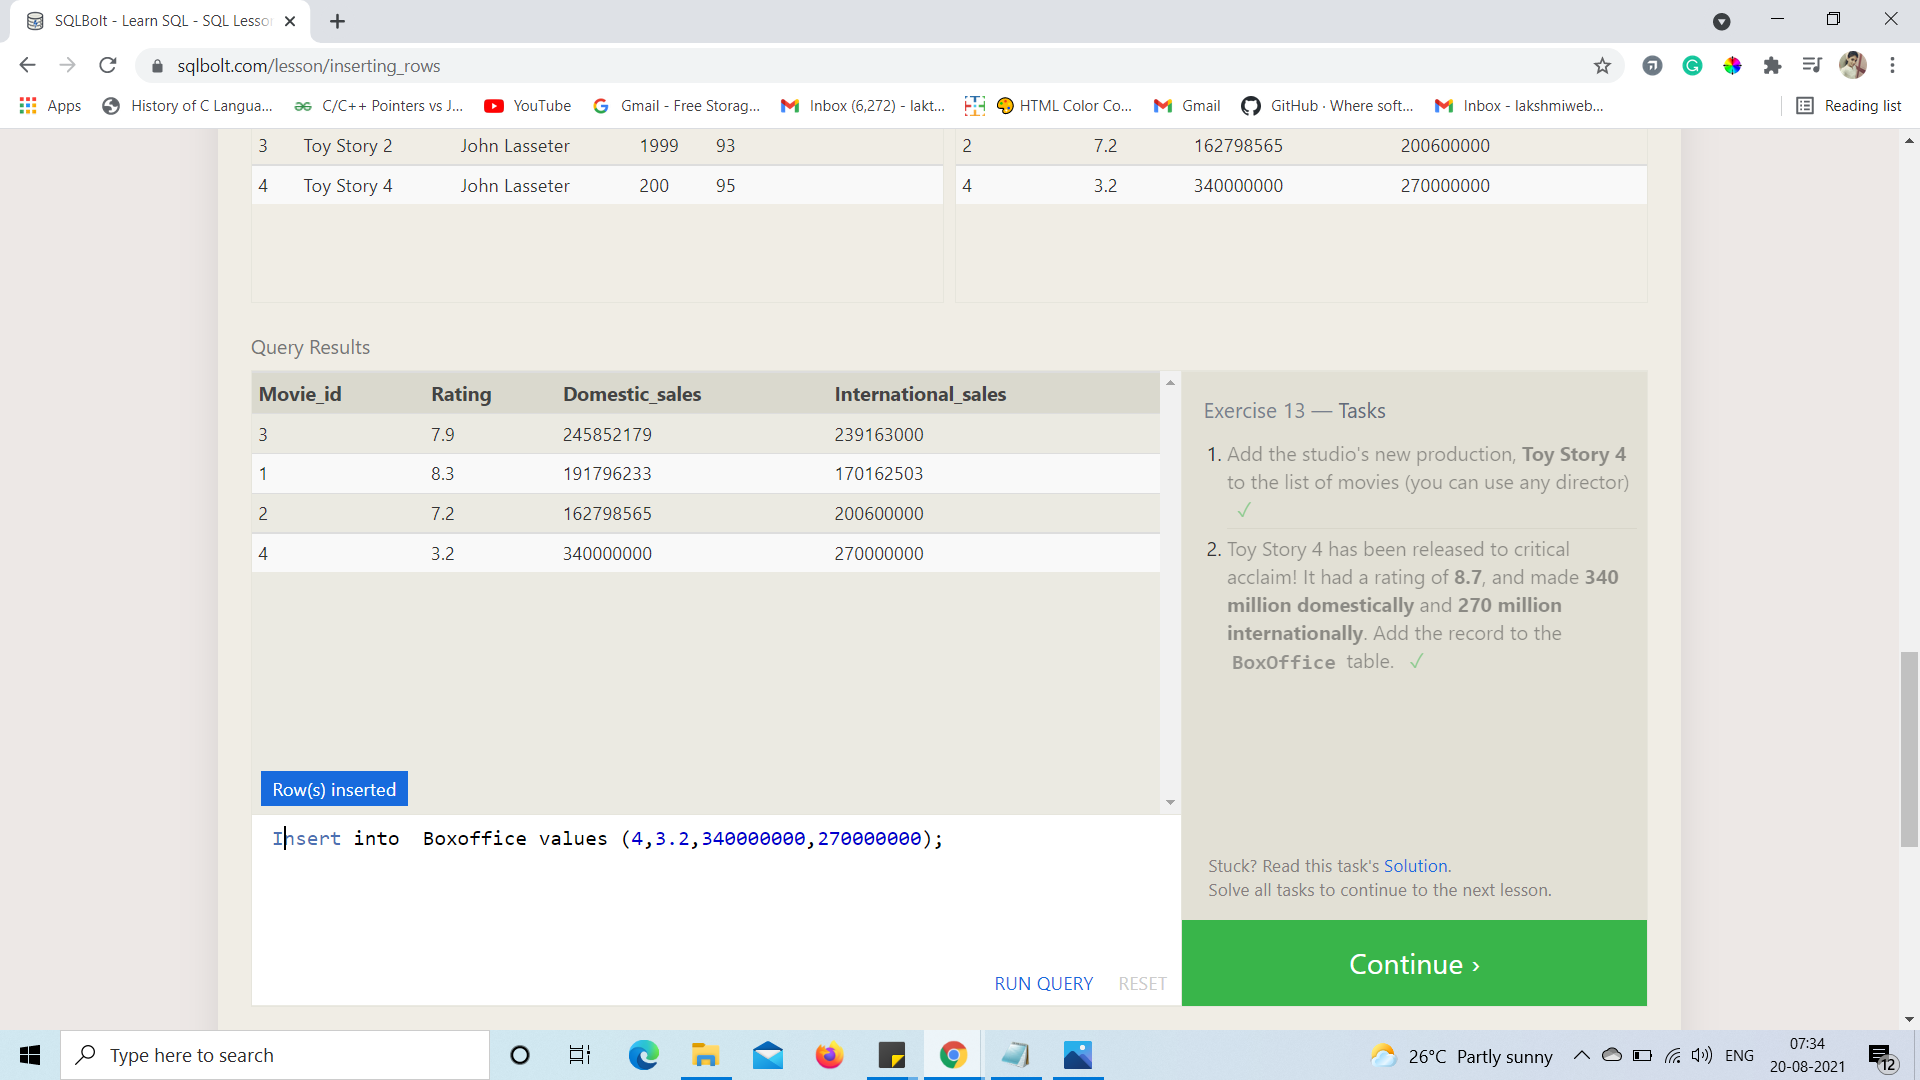 SQLBolt - Learn SQL - SQL Lesson
sqlbolt.com/lesson/inserting_rows
Apps History of C Langua... C/C++ Pointers vs J... YouTube Gmail - Free Storag... Inbox (6,272) - lakt... HTML Color Co... Gmail GitHub · Where soft... Inbox - lakshmiweb... Reading list
3 Toy Story 2 John Lasseter 1999 93
4 Toy Story 4 John Lasseter 200 95
2 7.2 162798565 200600000
4 3.2 340000000 270000000
Query Results
Movie_id Rating Domestic_sales International_sales
3 7.9 245852179 239163000
1 8.3 191796233 170162503
2 7.2 162798565 200600000
4 3.2 340000000 270000000
Row(s) inserted
Insert into  Boxoffice values (4,3.2,340000000,270000000);
RUN QUERY RESET
Exercise 13 — Tasks
1. Add the studio's new production, Toy Story 4
to the list of movies (you can use any director)
✓
2. Toy Story 4 has been released to critical
acclaim! It had a rating of 8.7, and made 340
million domestically and 270 million
internationally. Add the record to the
BoxOffice table. ✓
Stuck? Read this task's Solution.
Solve all tasks to continue to the next lesson.
Continue ›
Type here to search
26°C Partly sunny
ENG
07:34
20-08-2021
12